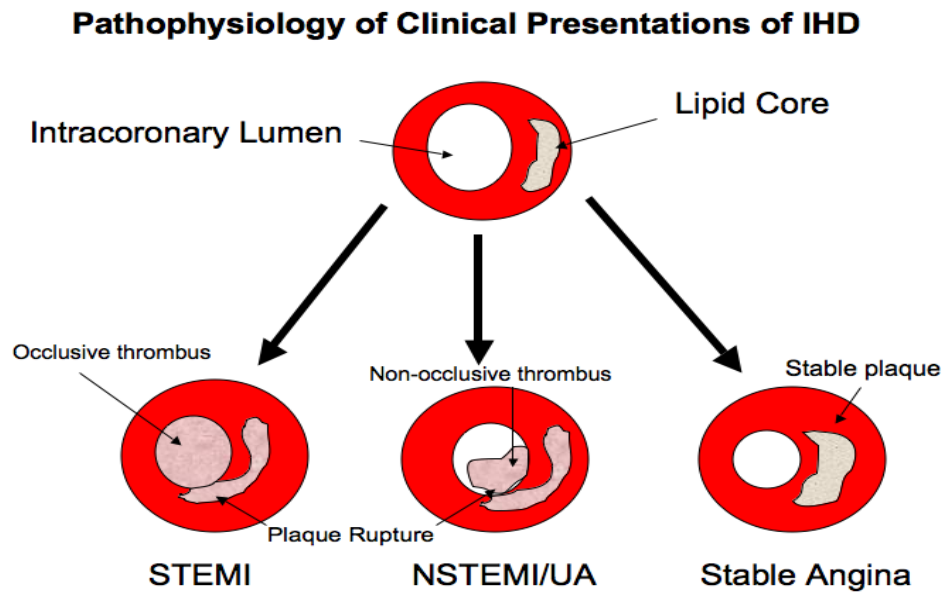 Pathophysiology of Clinical Presentations of IHD
Lipid Core
Intracoronary Lumen
Occlusive thrombus
Non-occlusive thrombus
Stable plaque
Plaque Rupture
STEMI
NSTEMI/UA
Stable Angina